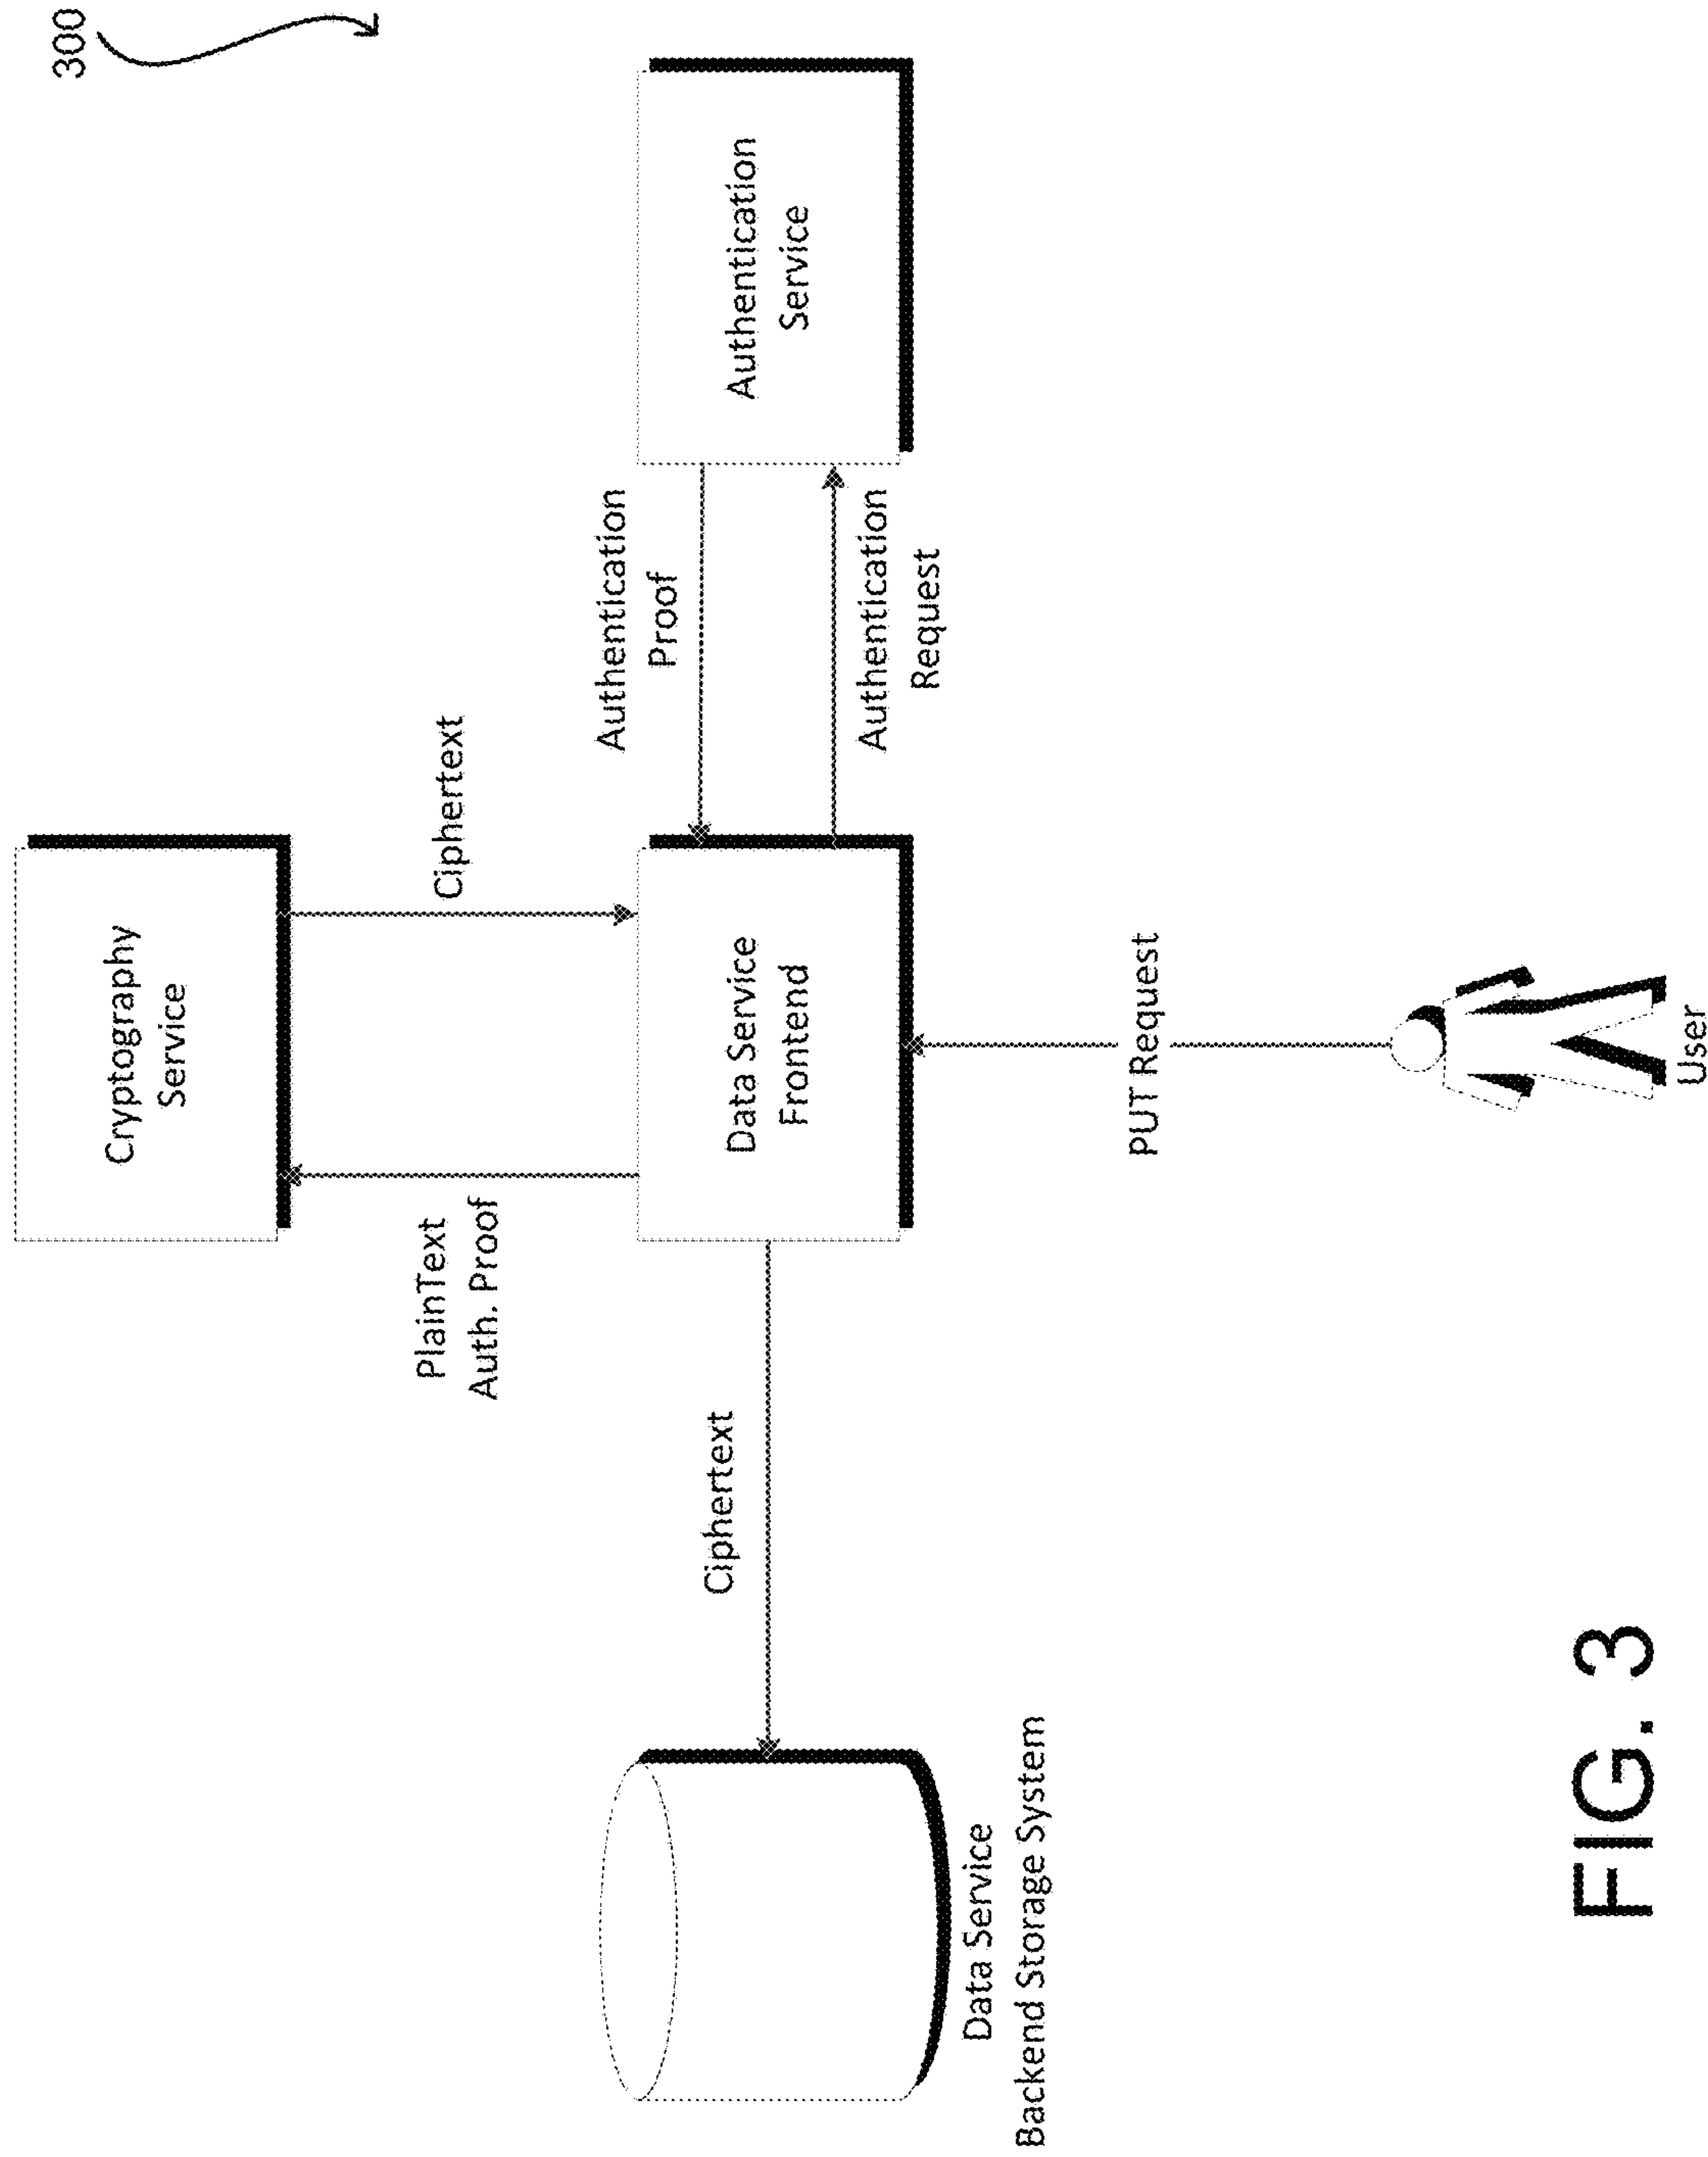 300
Cryptography
Service
PlainText
Auth. Proof
Ciphertext
Ciphertext
Data Service
Frontend
Authentication
Proof
Authentication
Request
Authentication
Service
Data Service
Backend Storage System
PUT Request
User
FIG. 3